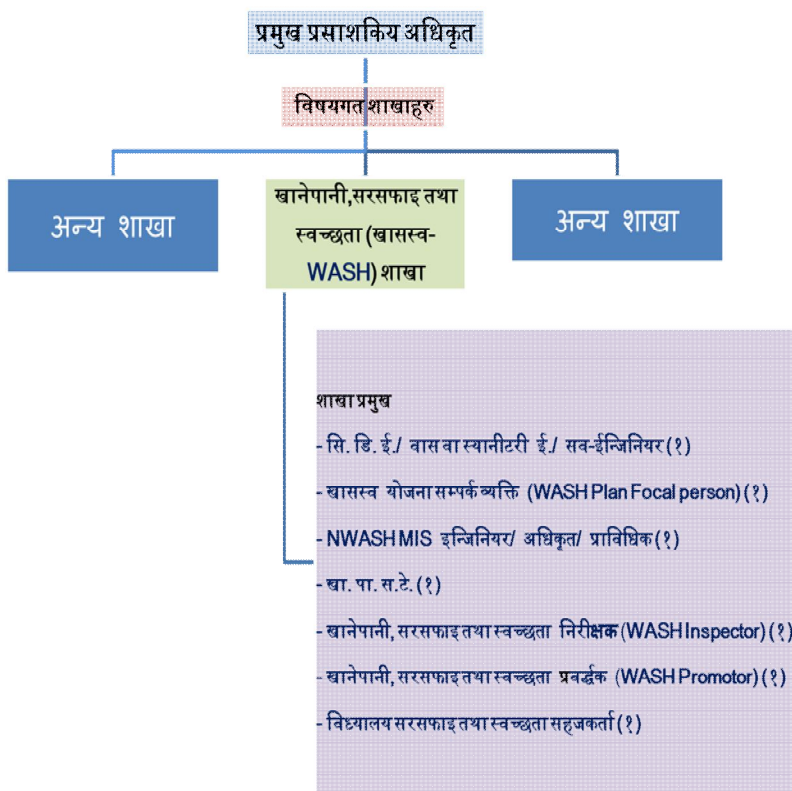 प्रमुख प्रसाशकिय अधिकृत
विषयगत शाखाहरु
अन्य शाखा
खानेपानी,सरसफाइ तथा
स्वच्छता (खासस्व-
WASH) शाखा
अन्य शाखा
शाखा प्रमुख
- सि. डि. ई./ वास वा स्यानीटरी ई./ सव-ईन्जिनियर (१)
- खासस्व योजना सम्पर्क व्यक्ति (WASH Plan Focal person) (१)
- NWASH MIS इन्जिनियर/ अधिकृत/ प्राविधिक (१)
- खा. पा. स.टे. (१)
- खानेपानी, सरसफाइ तथा स्वच्छता निरीक्षक (WASH Inspector) (१)
- खानेपानी, सरसफाइ तथा स्वच्छता प्रवर्द्धक (WASH Promotor) (१)
- विध्यालय सरसफाइ तथा स्वच्छता सहजकर्ता (१)